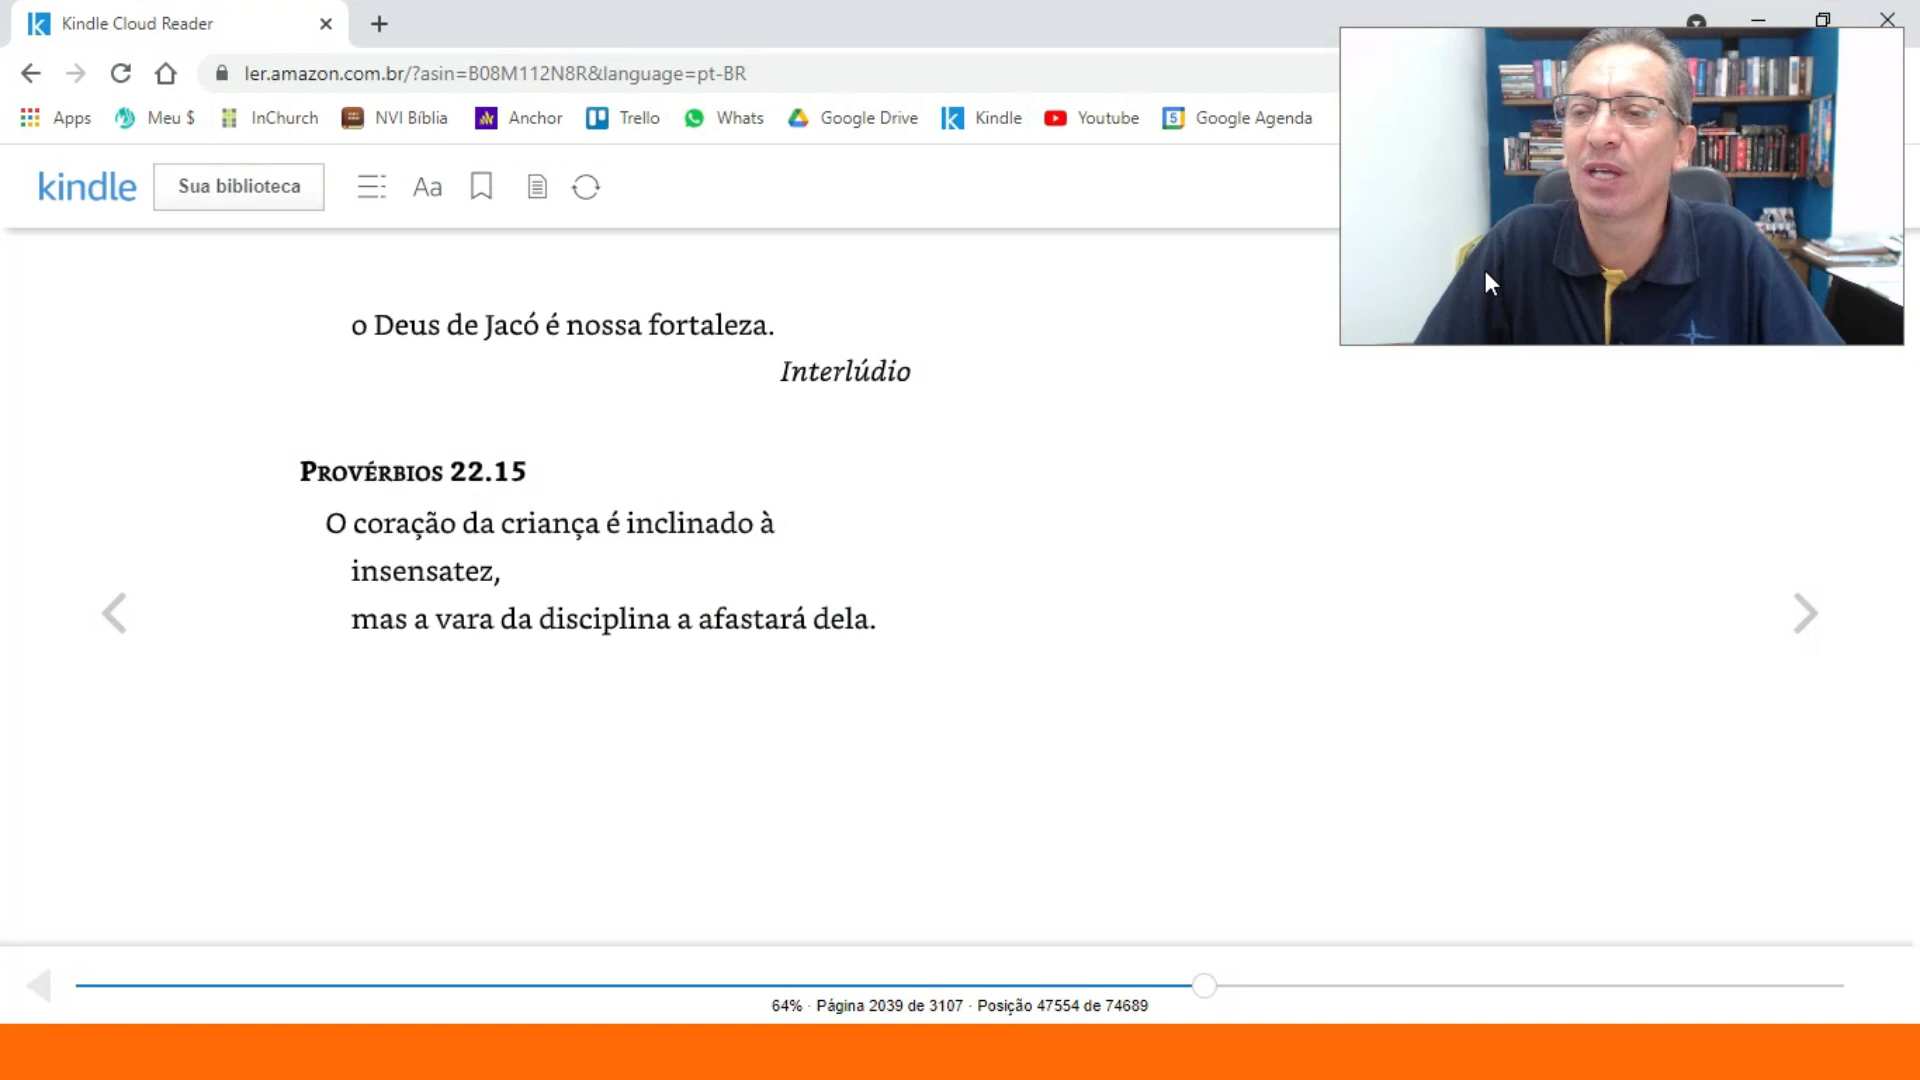 Kindle Cloud Reader
ler.amazon.com.br/?asin=B08M112N8R&language=pt-BR
Apps Meu $ InChurch NVI Bíblia Anchor Trello Whats Google Drive Kindle Youtube 5 Google Agenda
kindle Sua biblioteca Aa
o Deus de Jacó é nossa fortaleza.
Interlúdio
PROVÉRBIOS 22.15
O coração da criança é inclinado à
insensatez,
mas a vara da disciplina a afastará dela.
64% · Página 2039 de 3107 · Posição 47554 de 74689